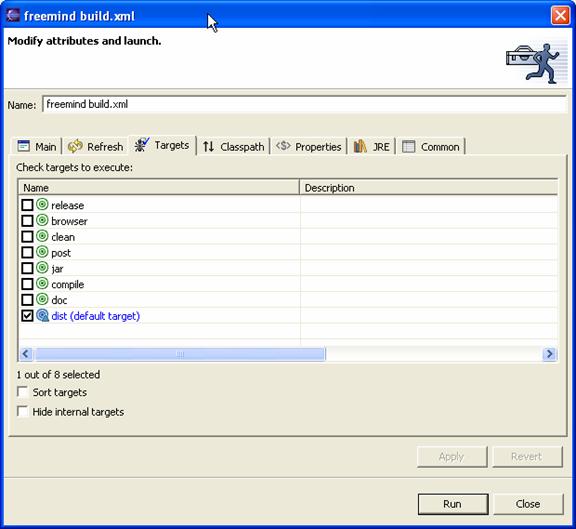 freemind build.xml
Modify attributes and launch.
Name: freemind build.xml
Main Refresh Targets Classpath Properties JRE Common
Check targets to execute:
Name Description
release
browser
clean
post
jar
compile
doc
dist (default target)
1 out of 8 selected
Sort targets
Hide internal targets
Apply Revert
Run Close